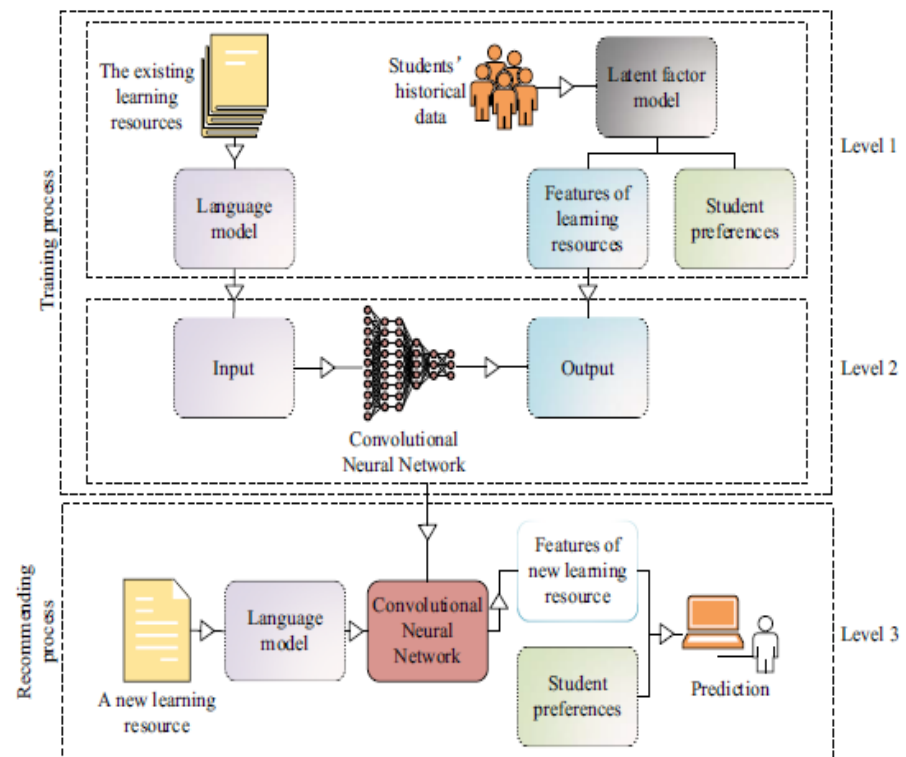 The existing
learning
resources
Students’
historical
data
Latent factor
model
Level 1
Language
model
Features of
learning
resources
Student
preferences
Training process
Input
Convolutional
Neural Network
Output
Level 2
Recommending
process
A new learning
resource
Language
model
Convolutional
Neural
Network
Features of
new learning
resource
Student
preferences
Prediction
Level 3